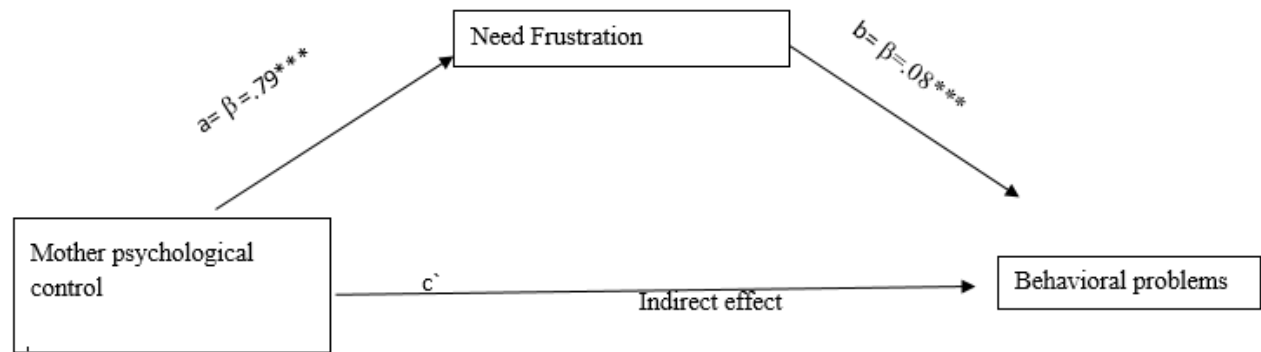 Need Frustration
a= β=.79***
b= β=.08***
Mother psychological
control
c`
Indirect effect
Behavioral problems